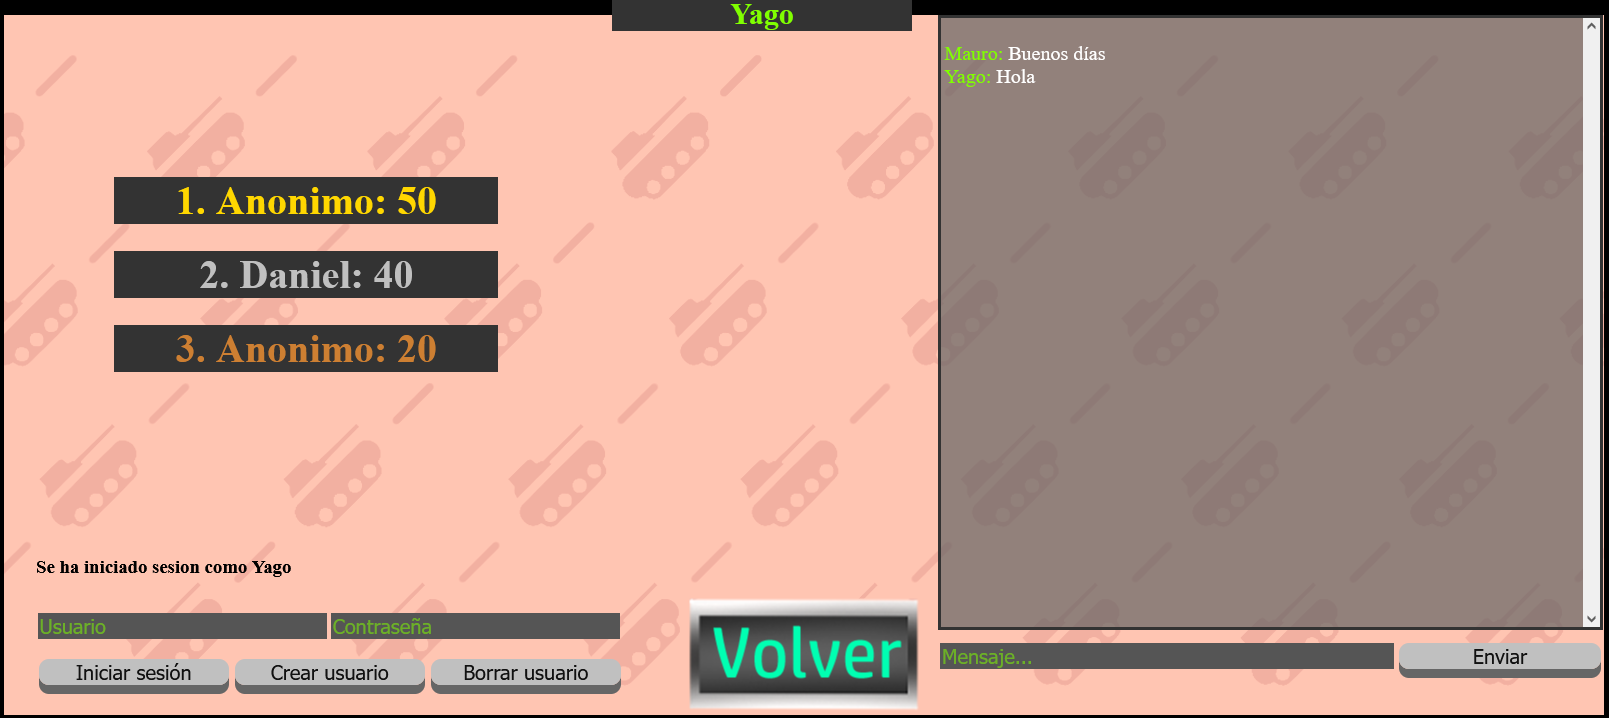 Yago
1. Anonimo: 50
2. Daniel: 40
3. Anonimo: 20
Se ha iniciado sesion como Yago
Usuario
Contraseña
Iniciar sesión
Crear usuario
Borrar usuario
Volver
Mauro: Buenos días
Yago: Hola
Mensaje...
Enviar